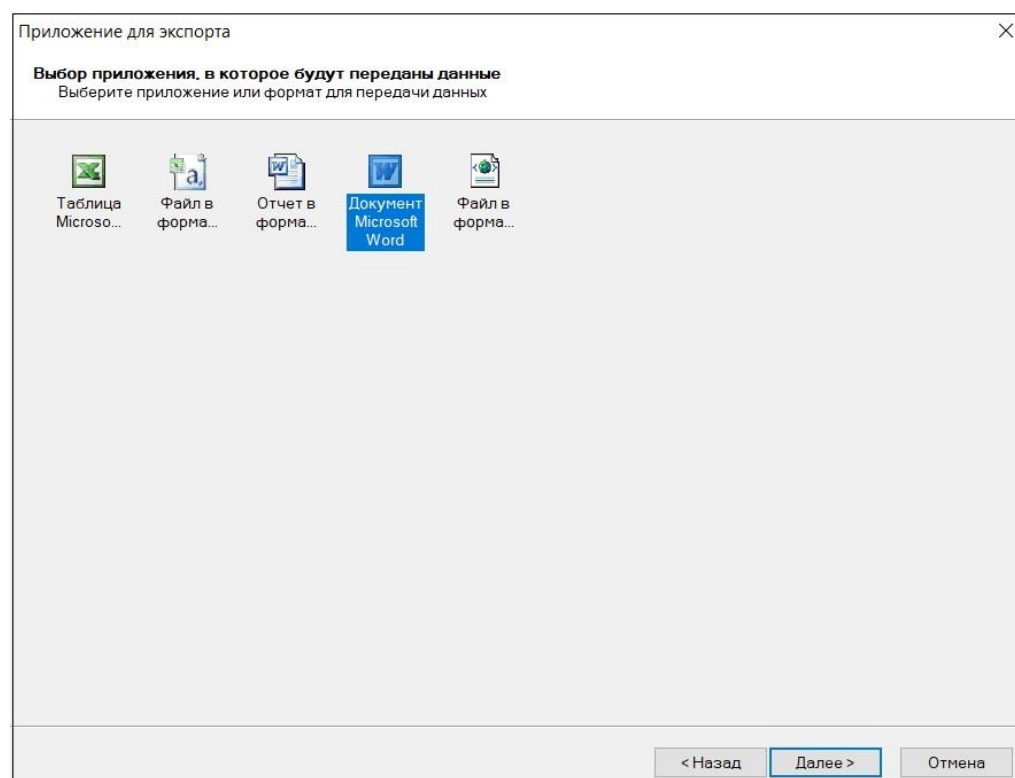 Приложение для экспорта
Выбор приложения, в которое будут переданы данные
Выберите приложение или формат для передачи данных
Таблица
Microso...
Файл в
форма...
Отчет в
форма...
Документ
Microsoft
Word
Файл в
форма...
< Назад
Далее >
Отмена